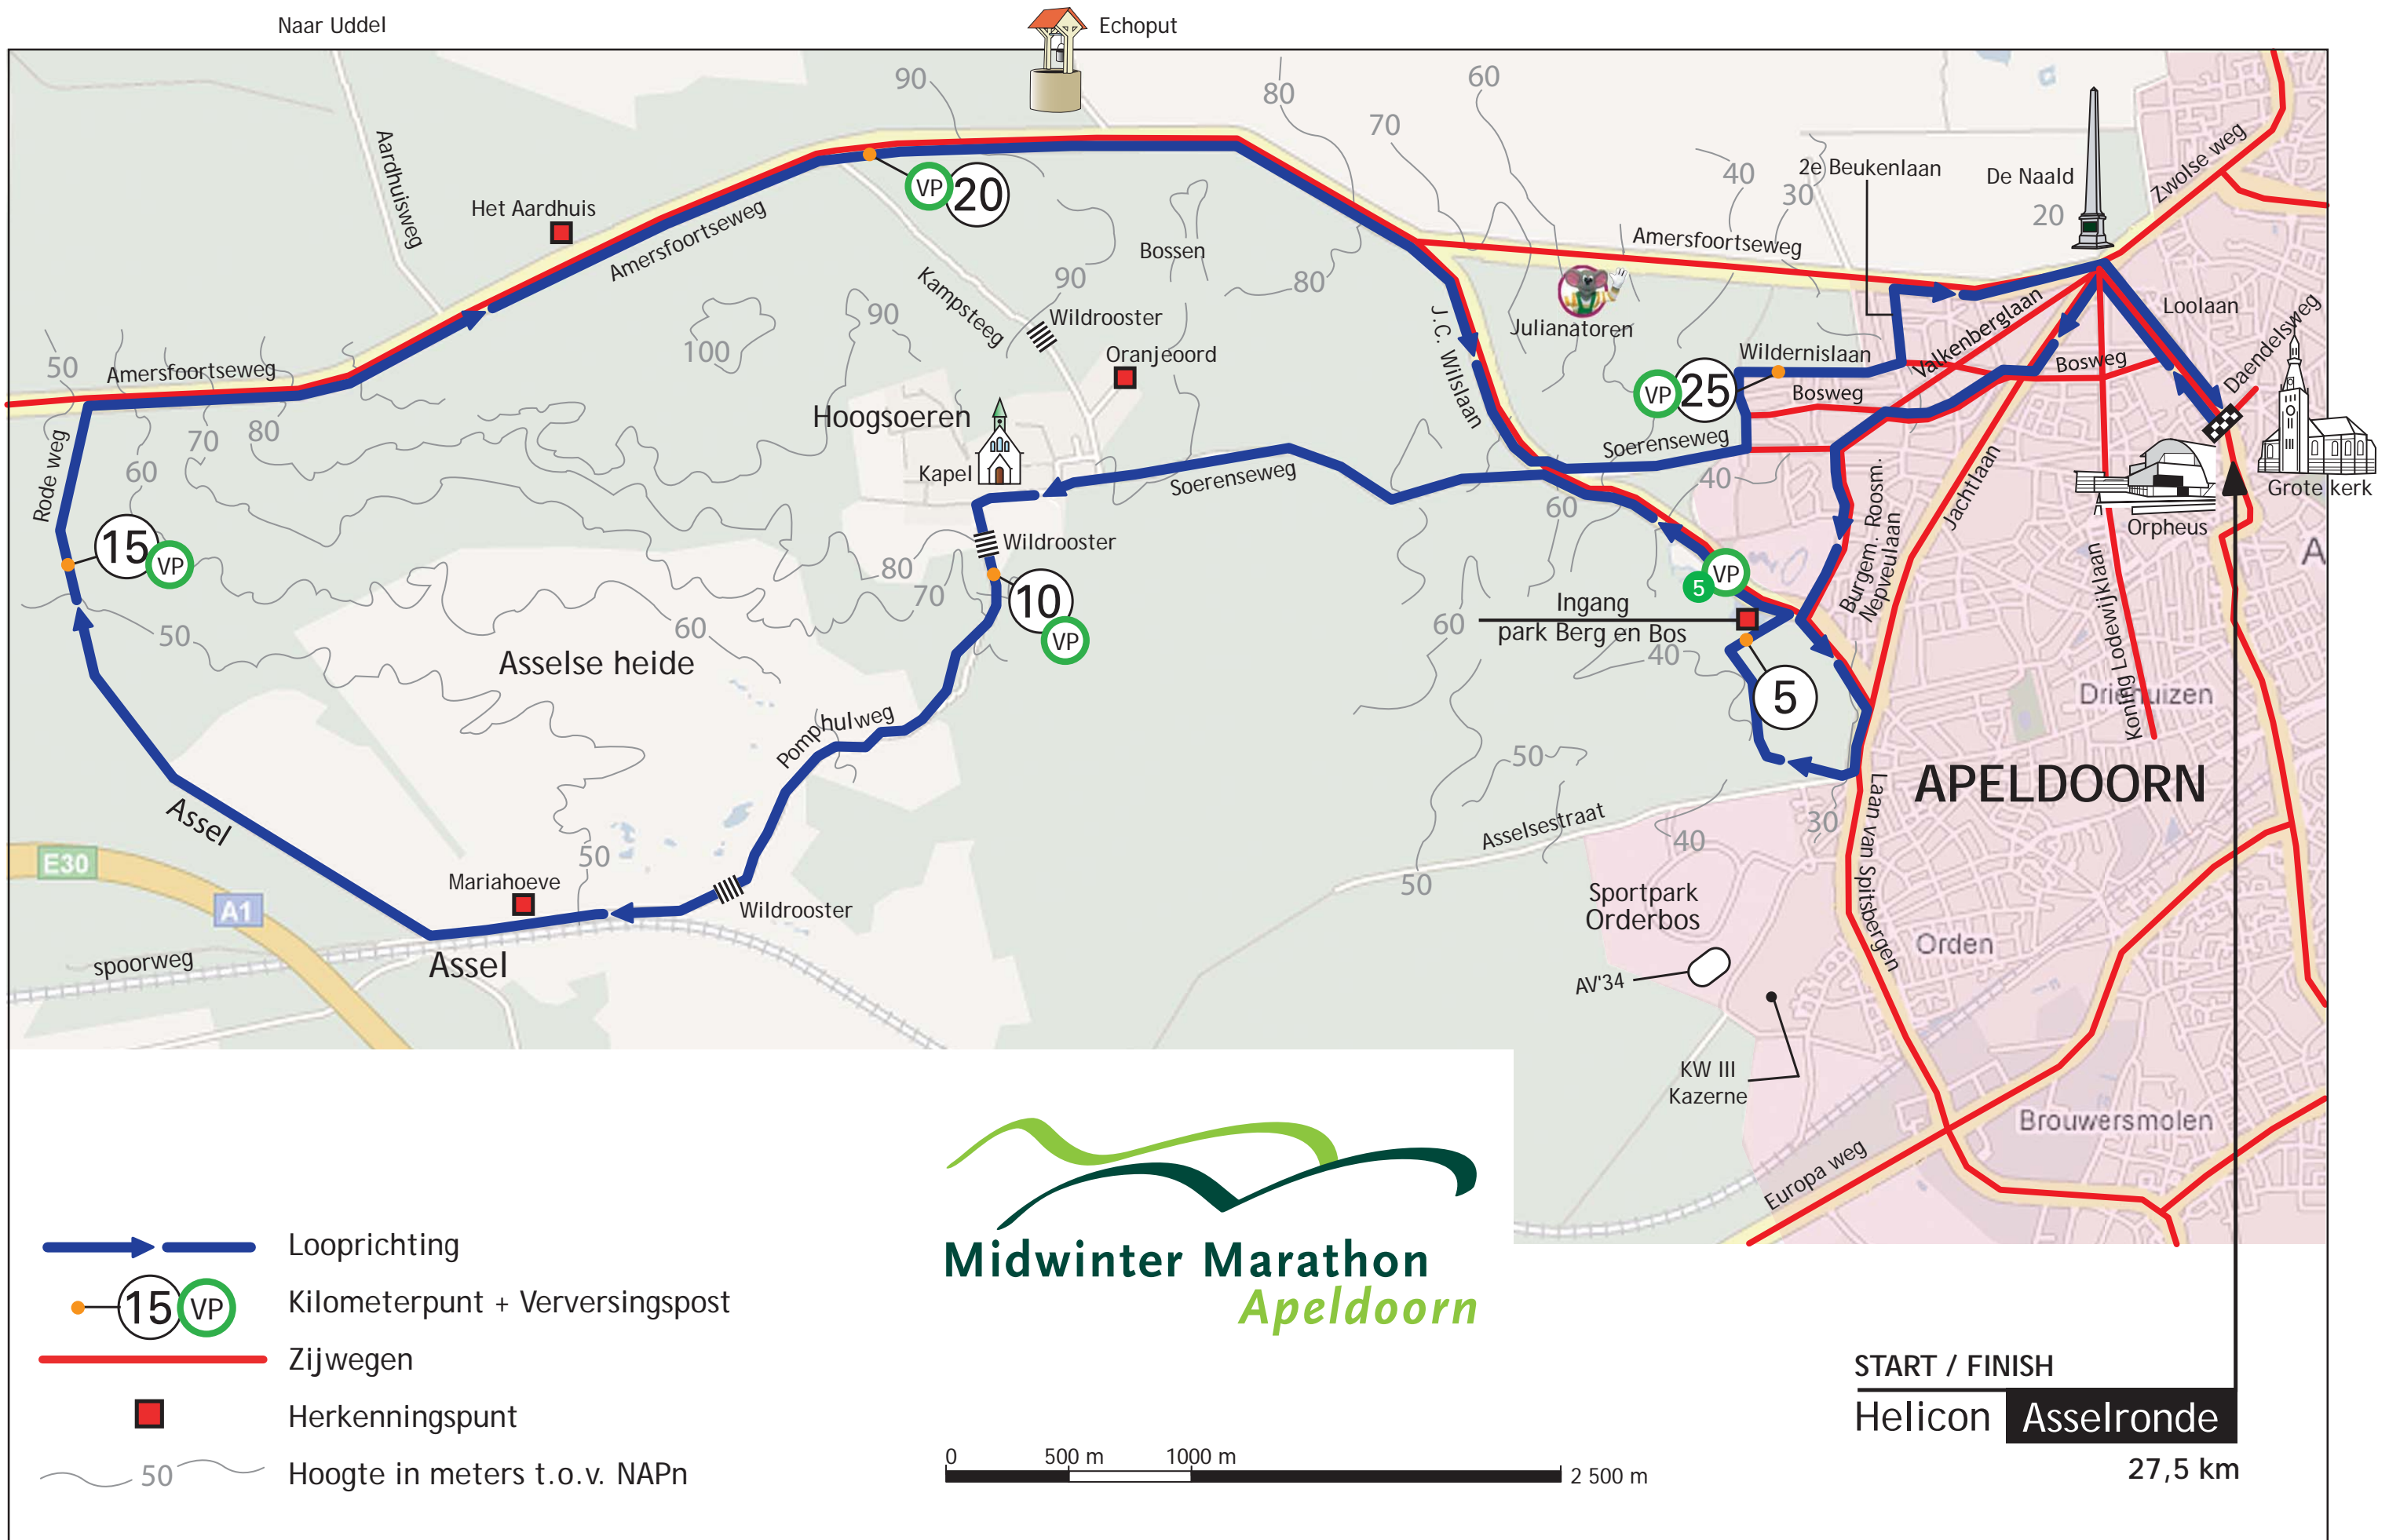 Naar Uddel
Echoput
90
80
60
70
Aardhuisweg
Het Aardhuis
Amersfoortseweg
VP 20
Kampsteeg
Bossen
90
80
90
100
Wildrooster
Oranjeoord
2e Beukenlaan
De Naald
40
30
20
Zwolse weg
Amersfoortseweg
Julianatoren
J.C. Wilslaan
Wildernislaan
VP 25
Bosweg
Valkenberglaan
Bosweg
Loolaan
Daendelsweg
Soerenseweg
40
Grote kerk
Orpheus
50
Amersfoortseweg
Rode weg
60
70
80
Hoogsoeren
Kapel
Soerenseweg
Wildrooster
15 VP
80
70
10
VP
50
60
Asselse heide
60
VP
5
Ingang
park Berg en Bos
60
40
5
Burgem. Roosm.
Nepveulaan
Jachtlaan
Koning Lodewijklaan
Driehuizen
A
APELDOORN
Pomphulweg
50
Asselsestraat
50
40
30
Laan van Spitsbergen
Assel
E30
A1
Mariahoeve
50
Wildrooster
spoorweg
Assel
Sportpark
Orderbos
AV'34
Orden
KW III
Kazerne
Brouwersmolen
Europa weg
Looprichting
15 VP Kilometerpunt + Verversingspost
Zijwegen
Herkenningspunt
50 Hoogte in meters t.o.v. NAPn
Midwinter Marathon
Apeldoorn
0 500 m 1000 m 2 500 m
START / FINISH
Helicon Asselronde
27,5 km